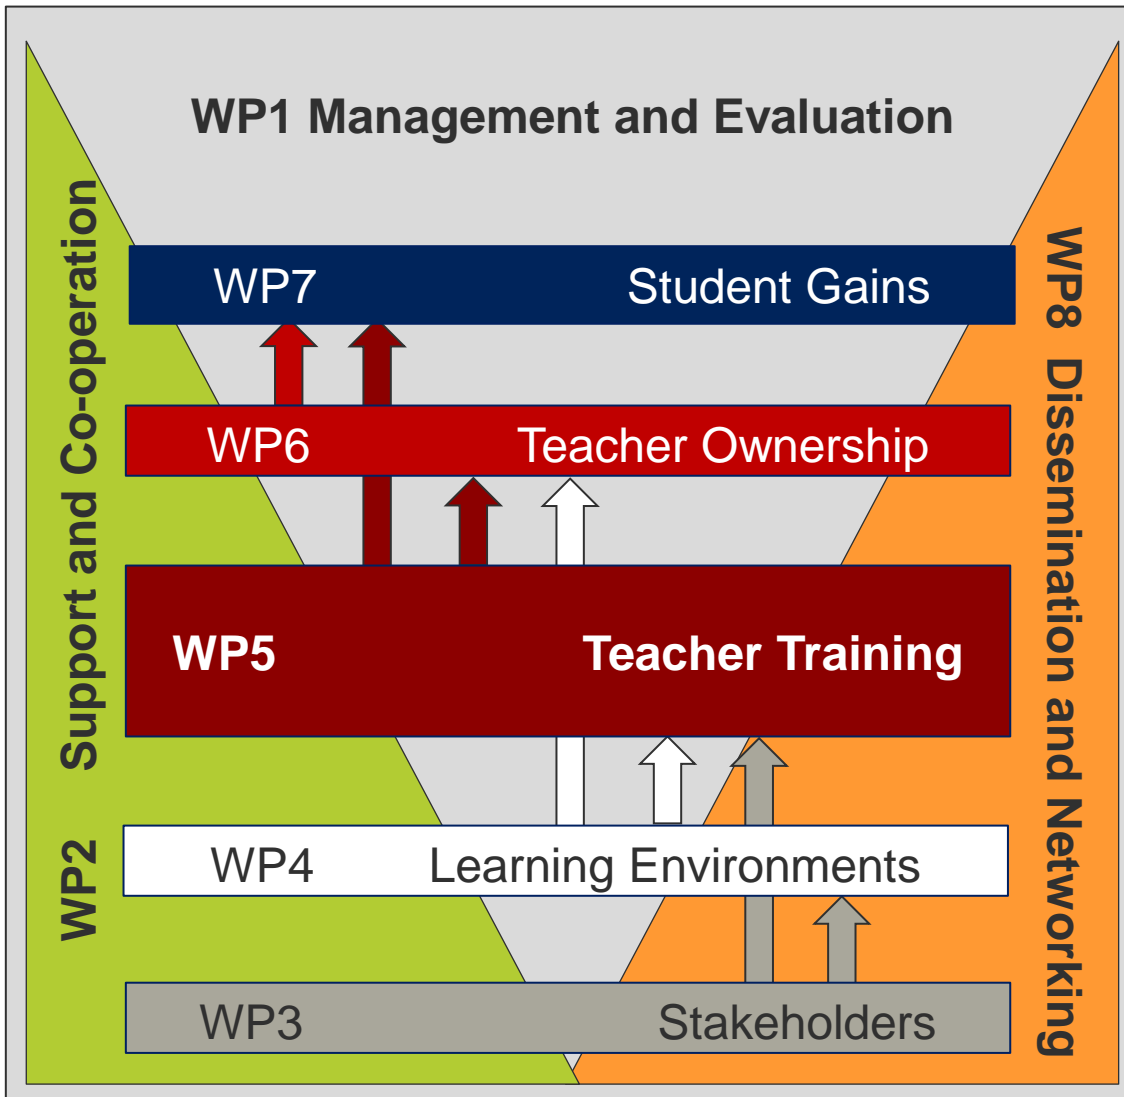 WP1 Management and Evaluation
WP2 Support and Co-operation
WP7 Student Gains
WP6 Teacher Ownership
WP5 Teacher Training
WP4 Learning Environments
WP3 Stakeholders
WP8 Dissemination and Networking